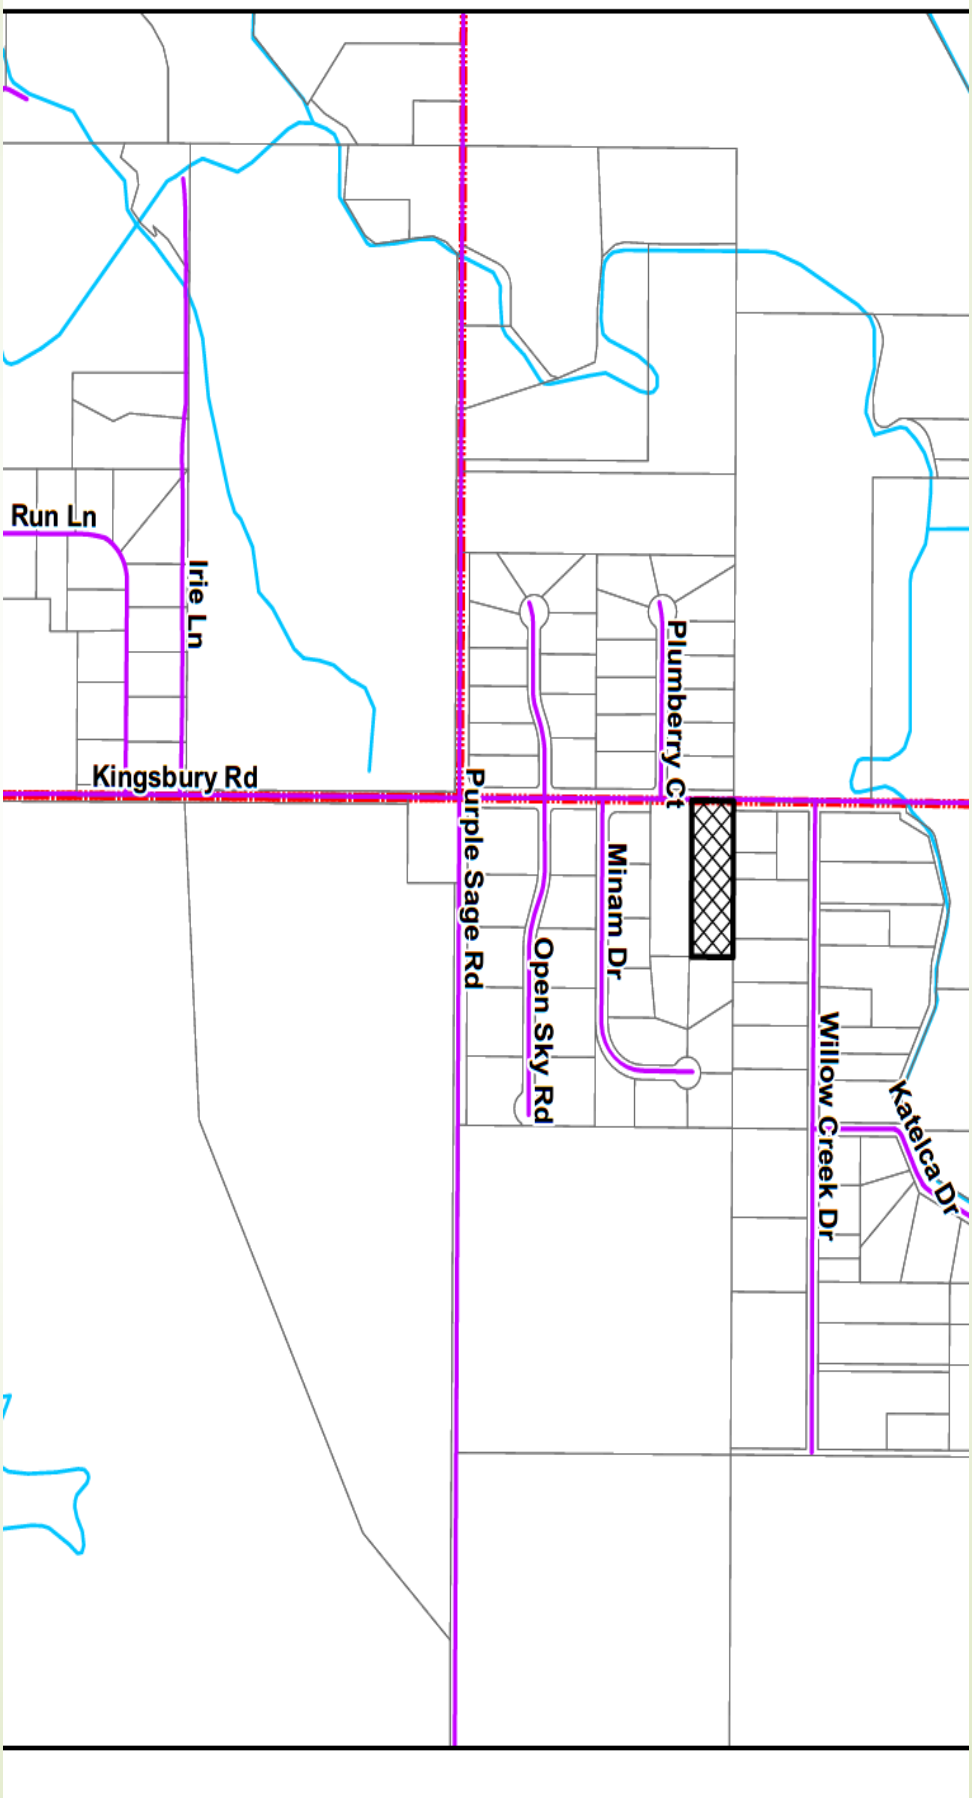 Run Ln
Irie Ln
Plumberry Ct
Kingsbury Rd
Purple Sage Rd
Minam Dr
Open Sky Rd
Willow Creek Dr
Katelca Dr